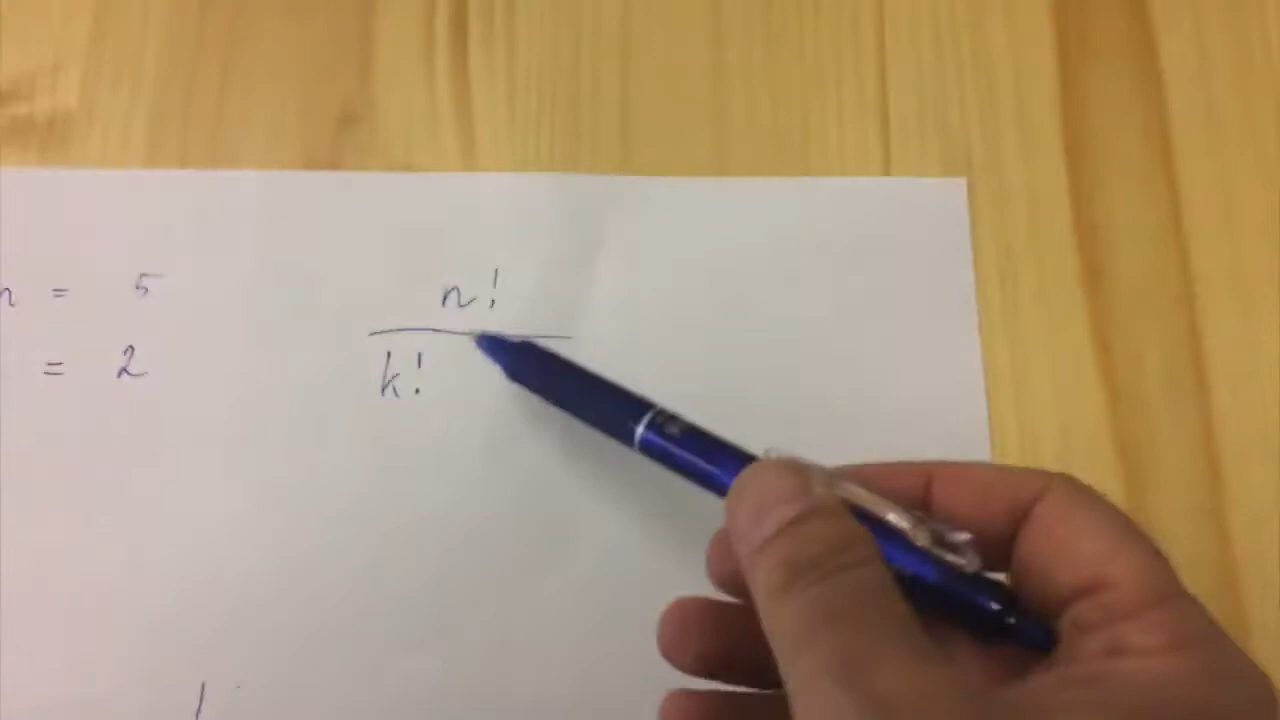 n = 5
= 2
n!
k!